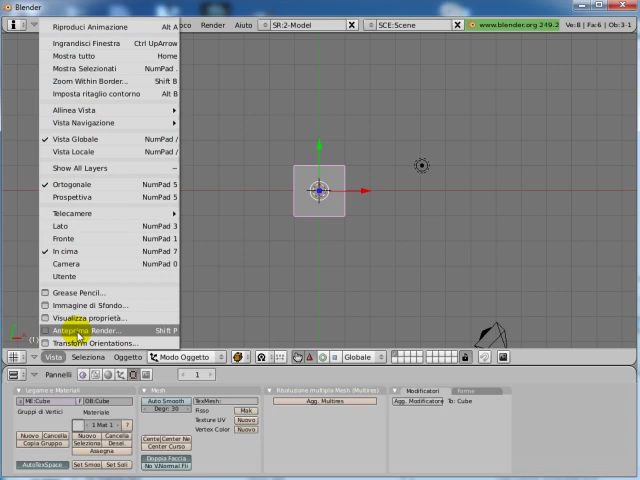 Blender
Riproduci Animazione Alt A
oco Render Aiuto SR:2-Model X SCE:Scene X www.blender.org 249.2 Ve:8 | Fa:6 | Ob:3-1
Ingrandisci Finestra Ctrl UpArrow
Mostra tutto Home
Mostra Selezionati NumPad .
Zoom Within Border... Shift B
Imposta ritaglio contorno Alt B
Allinea Vista
Vista Navigazione
Vista Globale NumPad /
Vista Locale NumPad /
Show All Layers ~
Ortogonale NumPad 5
Prospettiva NumPad 5
Telecamere
Lato NumPad 3
Fronte NumPad 1
In cima NumPad 7
Camera NumPad 0
Utente
Grease Pencil...
Immagine di Sfondo...
Visualizza proprietà...
Anteprima Render... Shift P
Transform Orientations...
(1)
Vista Seleziona Oggetto Modo Oggetto Globale
Pannelli 1
Legame e Materiali Mesh Risoluzione multipla Mesh (Multires) Modificatori Forme
ME:Cube F OB:Cube Auto Smooth TexMesh: Agg. Multires Agg. Modificatore To: Cube
Gruppi di Vertici Materiale Degr: 30 Fisso Mak
1 Mat 1 ? Texture UV Nuovo
Nuovo Cancella Nuovo Cancella Vertex Color Nuovo
Copia Gruppo Seleziona Desel. Cente Center Ne
Assegna Center Curso
Doppia Faccia
AutoTexSpace Set Smoo Set Soli No V.Normal Fli